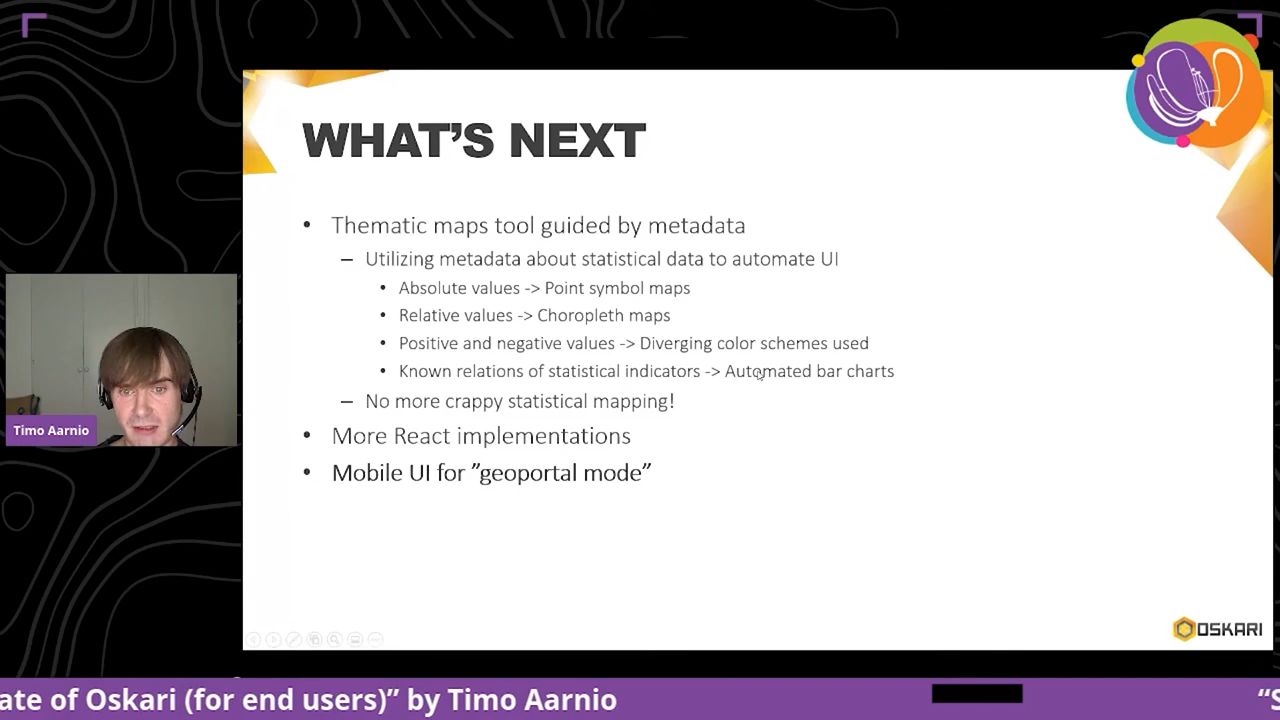 WHAT'S NEXT
• Thematic maps tool guided by metadata
– Utilizing metadata about statistical data to automate UI
• Absolute values -> Point symbol maps
• Relative values -> Choropleth maps
• Positive and negative values -> Diverging color schemes used
• Known relations of statistical indicators -> Automated bar charts
– No more crappy statistical mapping!
• More React implementations
• Mobile UI for ”geoportal mode”
Timo Aarnio
OSKARI
ate of Oskari (for end users)” by Timo Aarnio
“S